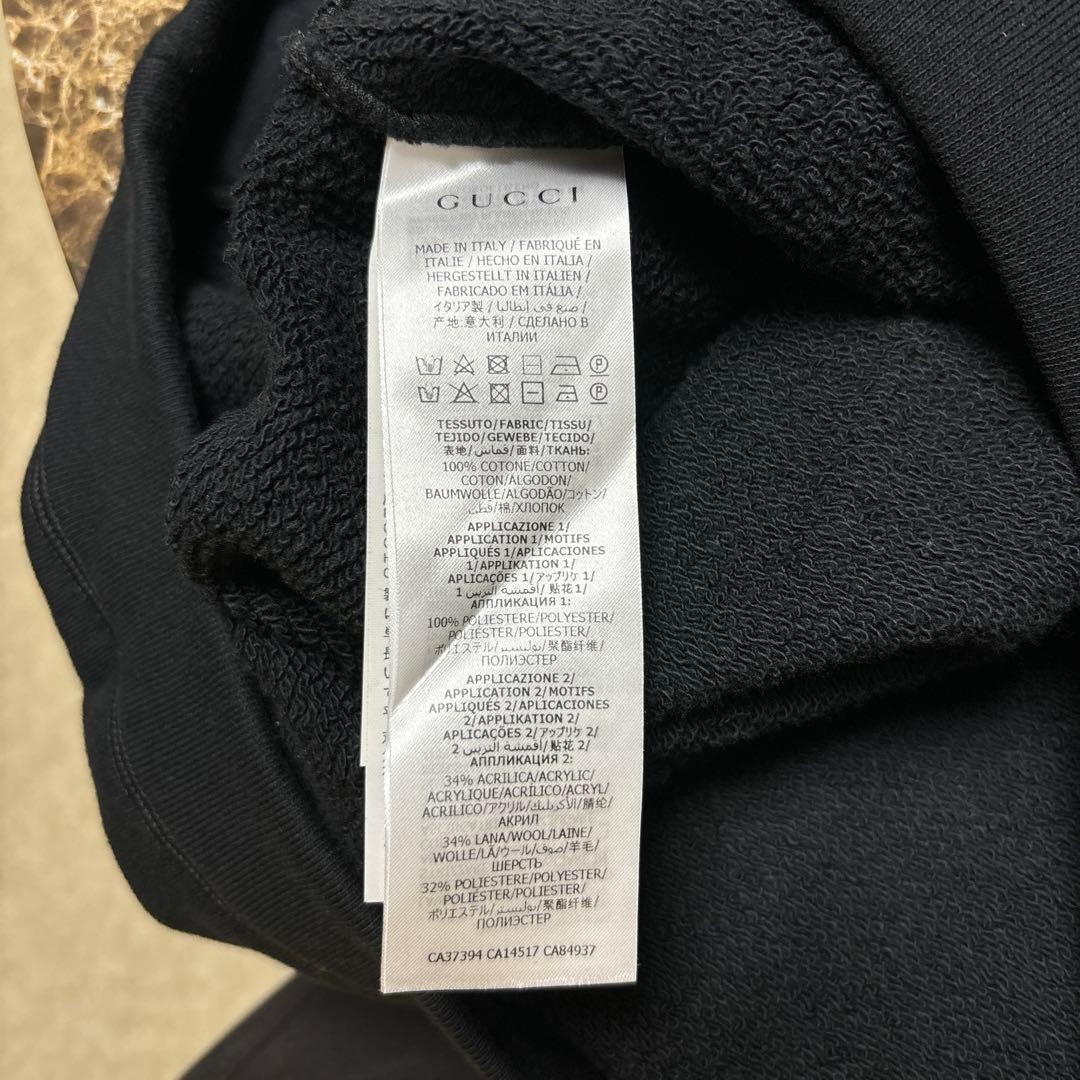 GUCCI
MADE IN ITALY / FABRIQUÉ EN
ITALIE / HECHO EN ITALIA /
HERGESTELLT IN ITALIEN /
FABRICADO EM ITÁLIA /
イタリア製 / صنع في إيطاليا /
产地:意大利 / СДЕЛАНО В
ИТАЛИИ
TESSUTO/FABRIC/TISSU/
TEJIDO/GEWEBE/TECIDO/
表地/قماش/面料/ТКАНЬ:
100% COTONE/COTTON/
COTON/ALGODON/
BAUMWOLLE/ALGODÃO/コットン/
قطن/棉/ХЛОПОК
APPLICAZIONE 1/
APPLICATION 1/MOTIFS
APPLIQUÉS 1/APLICACIONES
1/APPLIKATION 1/
APLICAÇÕES 1/アップリケ 1/
أقمشة التربس 1/贴花 1/
АППЛИКАЦИЯ 1:
100% POLIESTERE/POLYESTER/
POLIESTER/POLIESTER/
ポリエステル/بوليستر/聚酯纤维/
ПОЛИЭСТЕР
APPLICAZIONE 2/
APPLICATION 2/MOTIFS
APPLIQUÉS 2/APLICACIONES
2/APPLIKATION 2/
APLICAÇÕES 2/アップリケ 2/
أقمشة التربس 2/贴花 2/
АППЛИКАЦИЯ 2:
34% ACRILICA/ACRYLIC/
ACRYLIQUE/ACRÍLICO/ACRYL/
ACRILICO/アクリル/الأكريليك/腈纶/
АКРИЛ
34% LANA/WOOL/LAINE/
WOLLE/LÃ/ウール/صوف/羊毛/
ШЕРСТЬ
32% POLIESTERE/POLYESTER/
POLIÉSTER/POLIESTER/
ポリエステル/بوليستر/聚酯纤维/
ПОЛИЭСТЕР
CA37394 CA14517 CA84937